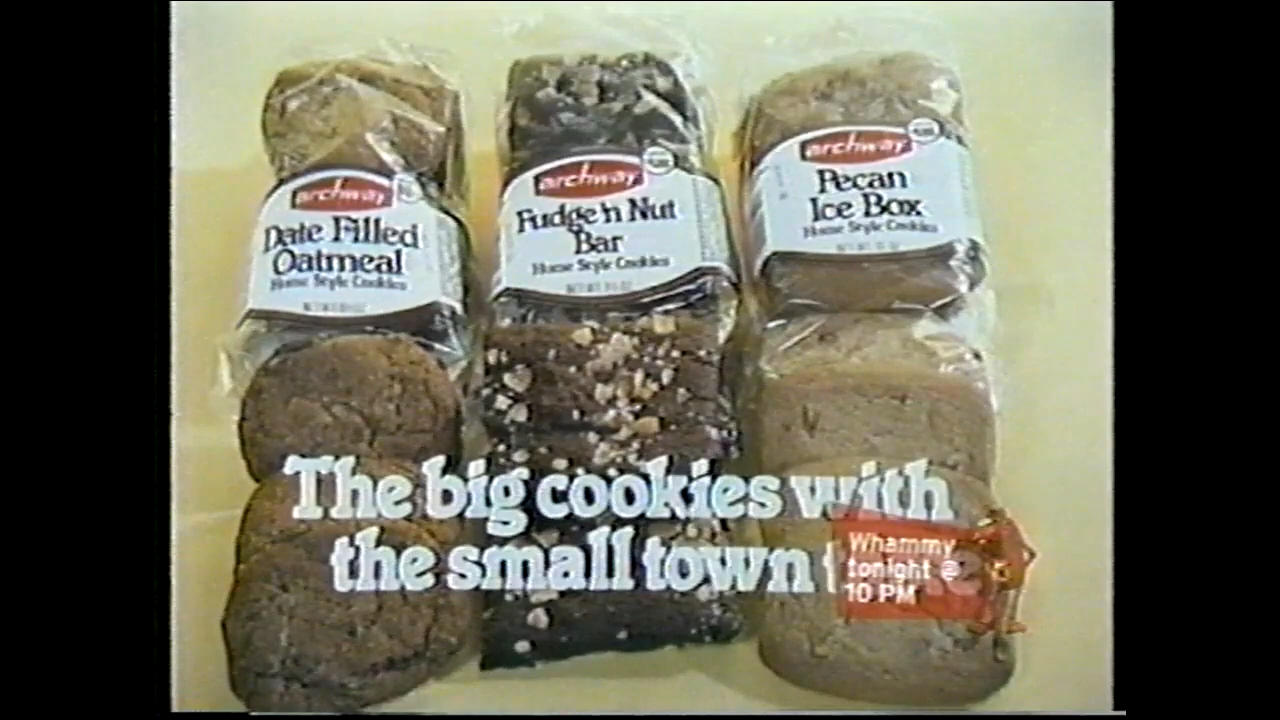 archway
Date Filled
Oatmeal
Home Style Cookies
archway
Fudge 'n Nut
Bar
Home Style Cookies
archway
Pecan
Ice Box
Home Style Cookies
The big cookies with
the small town
Whammy
tonight @
10 PM